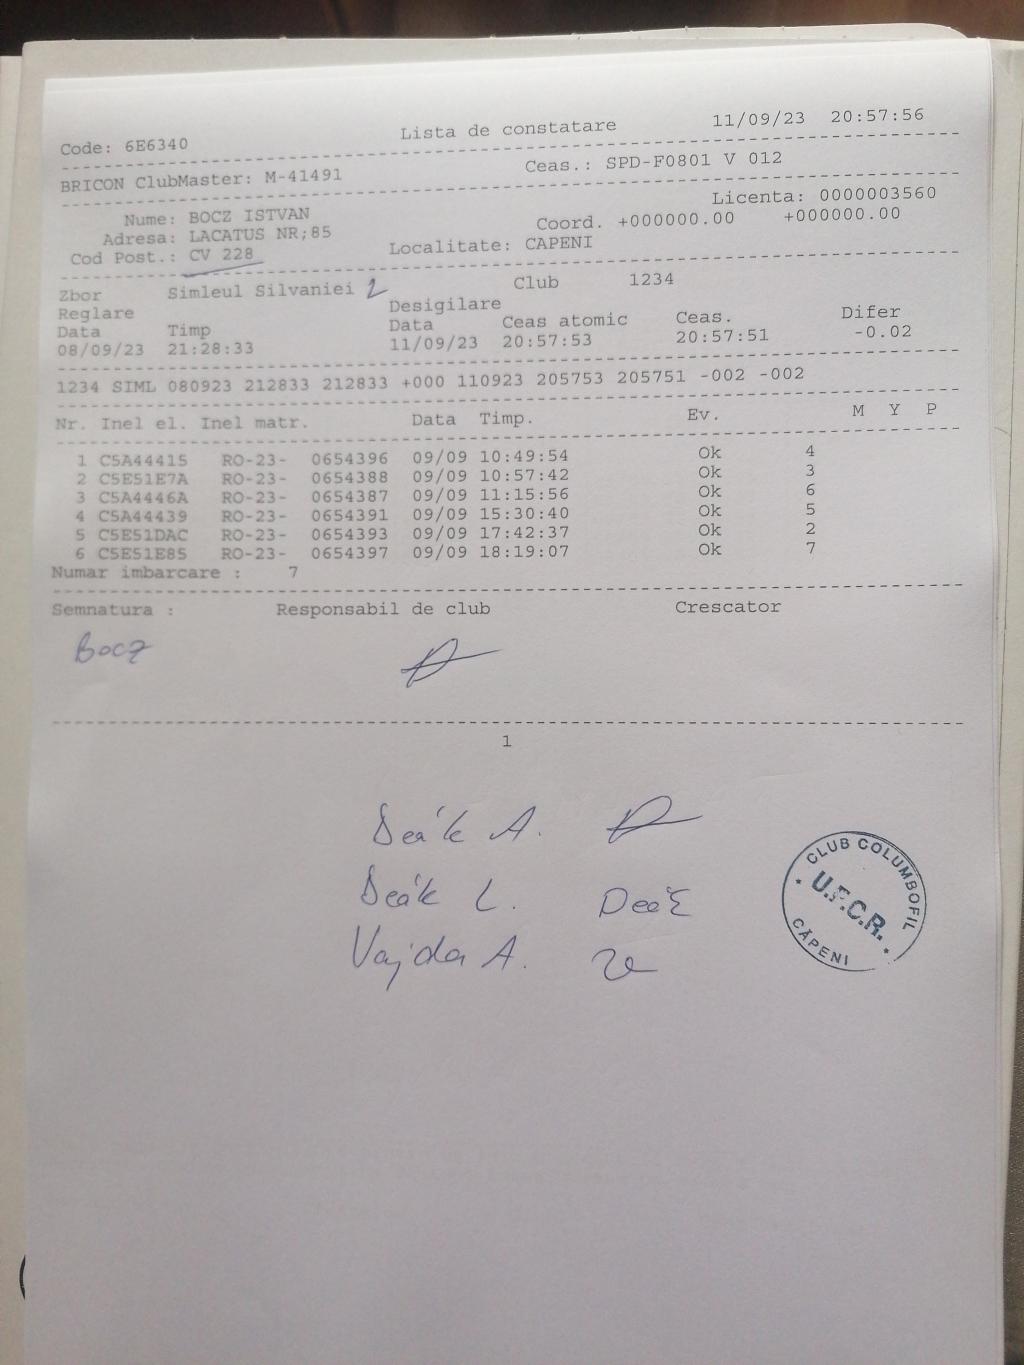 Code: 6E6340 Lista de constatare 11/09/23 20:57:56
BRICON ClubMaster: M-41491 Ceas.: SPD-F0801 V 012
Licenta: 0000003560
Nume: BOCZ ISTVAN Coord. +000000.00 +000000.00
Adresa: LACATUS NR;85
Cod Post.: CV 228 Localitate: CAPENI
Zbor Simleul Silvaniei 2 Club 1234
Reglare Desigilare
Data Timp Data Ceas atomic Ceas. Difer
08/09/23 21:28:33 11/09/23 20:57:53 20:57:51 -0.02
1234 SIML 080923 212833 212833 +000 110923 205753 205751 -002 -002
Nr. Inel el. Inel matr. Data Timp. Ev. M Y P
1 C5A44415 RO-23- 0654396 09/09 10:49:54 Ok 4
2 C5E51E7A RO-23- 0654388 09/09 10:57:42 Ok 3
3 C5A4446A RO-23- 0654387 09/09 11:15:56 Ok 6
4 C5A44439 RO-23- 0654391 09/09 15:30:40 Ok 5
5 C5E51DAC RO-23- 0654393 09/09 17:42:37 Ok 2
6 C5E51E85 RO-23- 0654397 09/09 18:19:07 Ok 7
Numar imbarcare : 7
Semnatura : Responsabil de club Crescator
Bocz
1
Deák A.
Deák L. Deák
Vajda A.
CLUB COLUMBOFIL
U.F.C.R.
CĂPENI